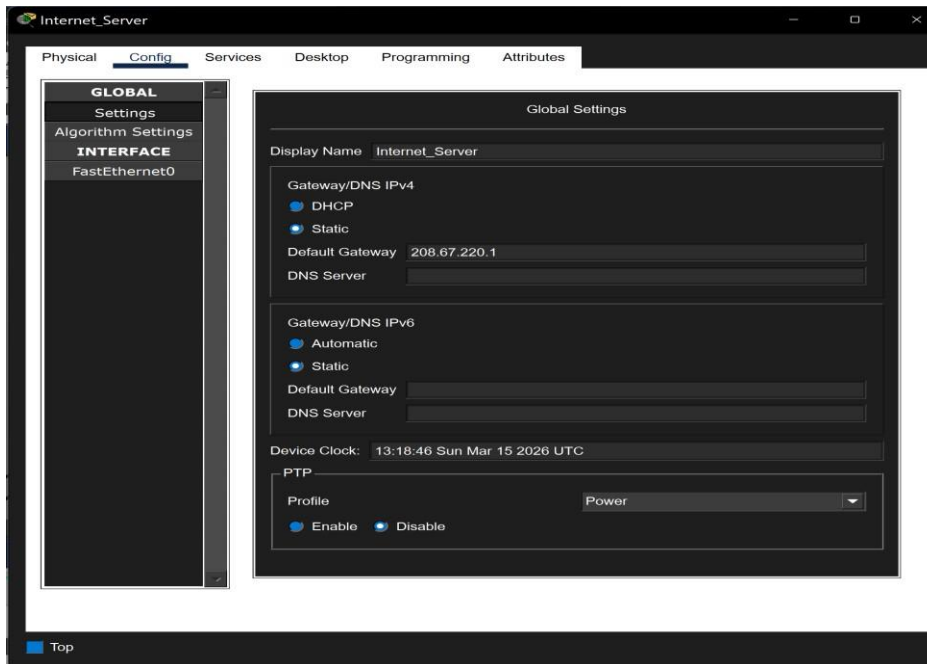 Internet_Server
Physical Config Services Desktop Programming Attributes
GLOBAL
Settings
Algorithm Settings
INTERFACE
FastEthernet0
Global Settings
Display Name Internet_Server
Gateway/DNS IPv4
DHCP
Static
Default Gateway 208.67.220.1
DNS Server
Gateway/DNS IPv6
Automatic
Static
Default Gateway
DNS Server
Device Clock: 13:18:46 Sun Mar 15 2026 UTC
PTP
Profile Power
Enable Disable
Top